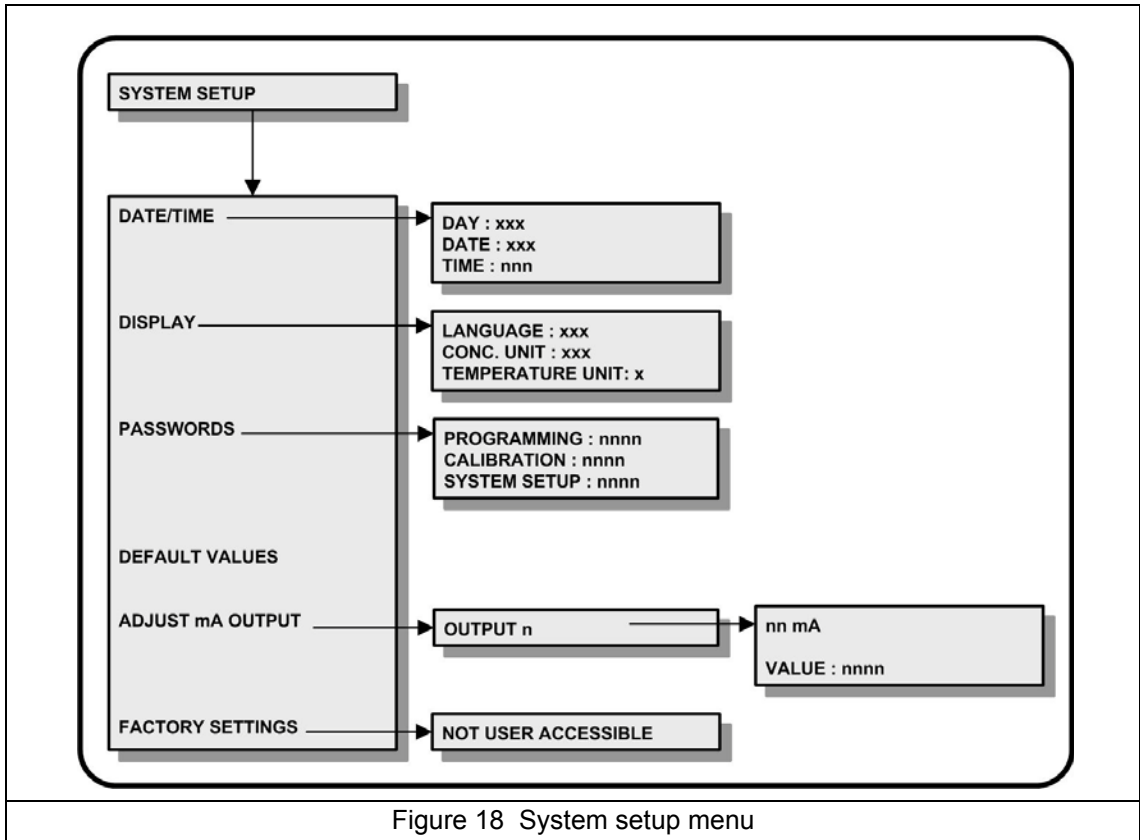 SYSTEM SETUP
DATE/TIME
DAY : xxx
DATE : xxx
TIME : nnn
DISPLAY
LANGUAGE : xxx
CONC. UNIT : xxx
TEMPERATURE UNIT: x
PASSWORDS
PROGRAMMING : nnnn
CALIBRATION : nnnn
SYSTEM SETUP : nnnn
DEFAULT VALUES
ADJUST mA OUTPUT
OUTPUT n
nn mA
VALUE : nnnn
FACTORY SETTINGS
NOT USER ACCESSIBLE
Figure 18 System setup menu